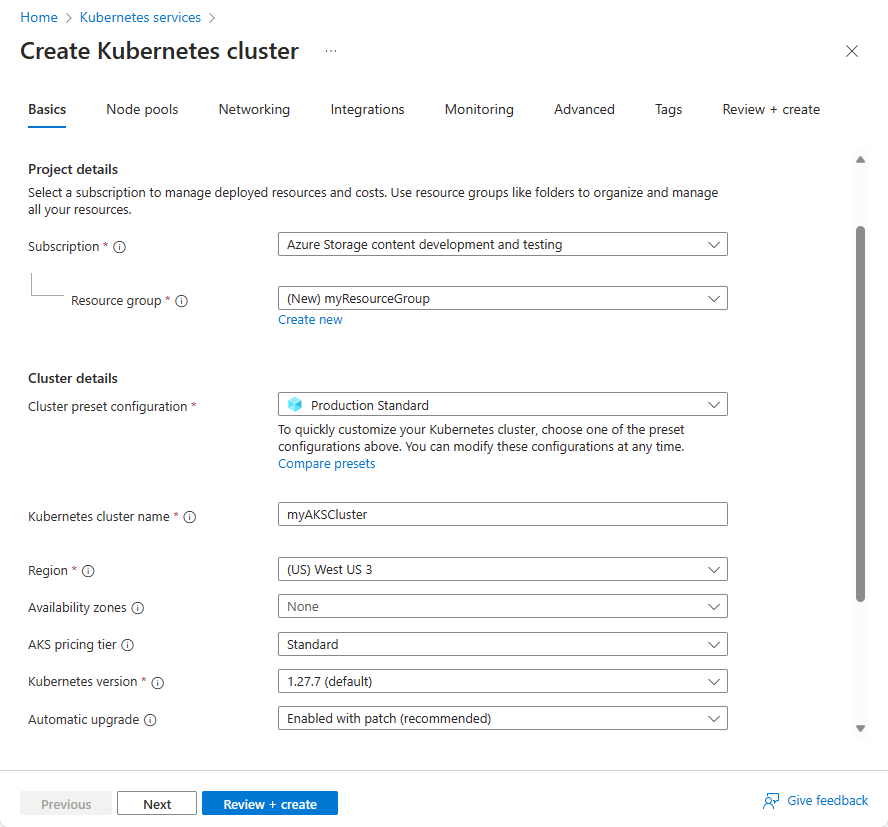 Home > Kubernetes services >
Create Kubernetes cluster ...
Basics Node pools Networking Integrations Monitoring Advanced Tags Review + create
Project details
Select a subscription to manage deployed resources and costs. Use resource groups like folders to organize and manage
all your resources.
Subscription * Azure Storage content development and testing
Resource group * (New) myResourceGroup
Create new
Cluster details
Cluster preset configuration * Production Standard
To quickly customize your Kubernetes cluster, choose one of the preset
configurations above. You can modify these configurations at any time.
Compare presets
Kubernetes cluster name * myAKSCluster
Region * (US) West US 3
Availability zones None
AKS pricing tier Standard
Kubernetes version * 1.27.7 (default)
Automatic upgrade Enabled with patch (recommended)
Previous Next Review + create Give feedback